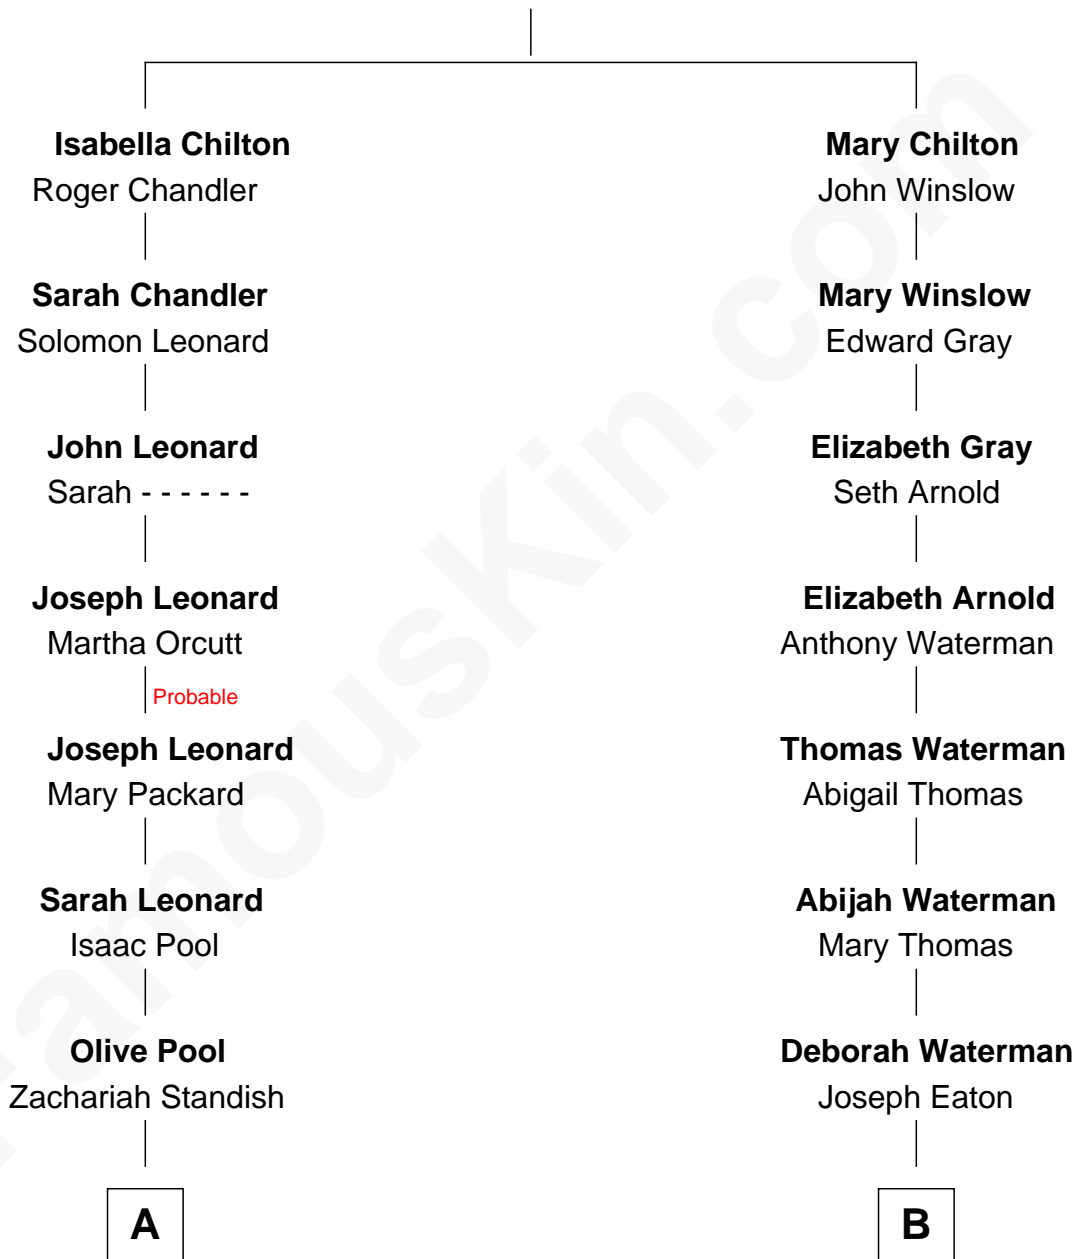 Isabella Chilton
Roger Chandler
Sarah Chandler
Solomon Leonard
John Leonard
Sarah - - - - - -
Joseph Leonard
Martha Orcutt
Probable
Joseph Leonard
Mary Packard
Sarah Leonard
Isaac Pool
Olive Pool
Zachariah Standish
A
Mary Chilton
John Winslow
Mary Winslow
Edward Gray
Elizabeth Gray
Seth Arnold
Elizabeth Arnold
Anthony Waterman
Thomas Waterman
Abigail Thomas
Abijah Waterman
Mary Thomas
Deborah Waterman
Joseph Eaton
B
FamousKin.com